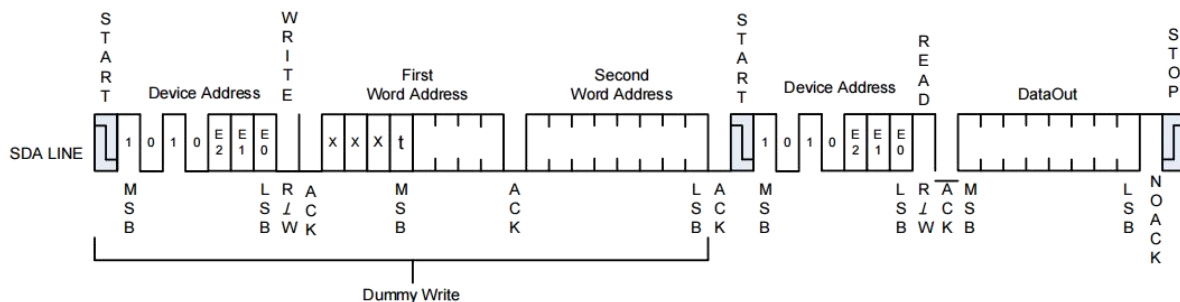 START
WRITE
START
READ
STOP
Device Address
First
Word Address
Second
Word Address
Device Address
DataOut
SDA LINE
1 0 1 0 E2 E1 E0 x x x t 1 0 1 0 E2 E1 E0
MSB
LSB
R/W
ACK
MSB
ACK
LSB
ACK
MSB
LSB
R/W
ACK
MSB
LSB
NOACK
Dummy Write